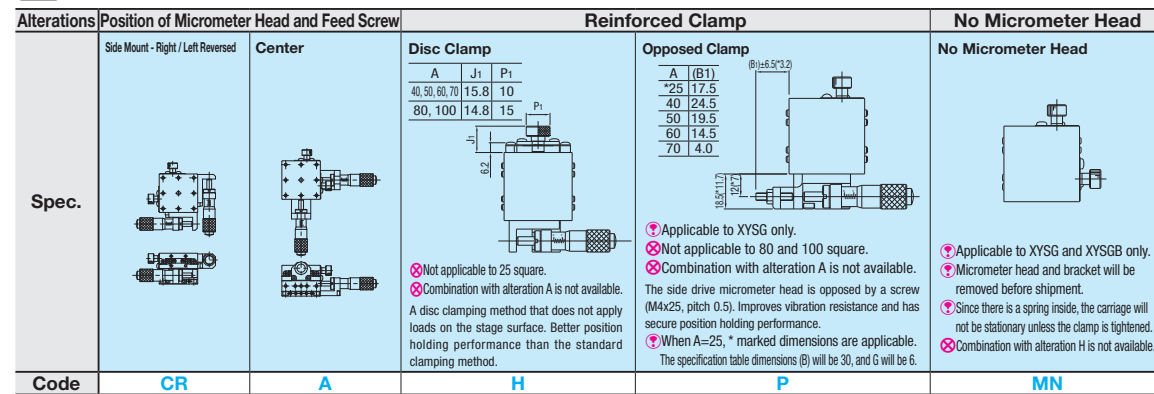 Alterations Position of Micrometer Head and Feed Screw Reinforced Clamp No Micrometer Head
Spec.
Side Mount - Right / Left Reversed
Center
Disc Clamp
A J1 P1
40, 50, 60, 70 15.8 10
80, 100 14.8 15
P1
J1
6.2
Not applicable to 25 square.
Combination with alteration A is not available.
A disc clamping method that does not apply
loads on the stage surface. Better position
holding performance than the standard
clamping method.
Opposed Clamp
A (B1)
*25 17.5
40 24.5
50 19.5
60 14.5
70 4.0
(B1)±6.5(*3.2)
18.5(*11.7)
12(*7)
Applicable to XYSG only.
Not applicable to 80 and 100 square.
Combination with alteration A is not available.
The side drive micrometer head is opposed by a screw
(M4x25, pitch 0.5). Improves vibration resistance and has
secure position holding performance.
When A=25, * marked dimensions are applicable.
The specification table dimensions (B) will be 30, and G will be 6.
No Micrometer Head
Applicable to XYSG and XYSGB only.
Micrometer head and bracket will be
removed before shipment.
Since there is a spring inside, the carriage will
not be stationary unless the clamp is tightened.
Combination with alteration H is not available.
Code CR A H P MN